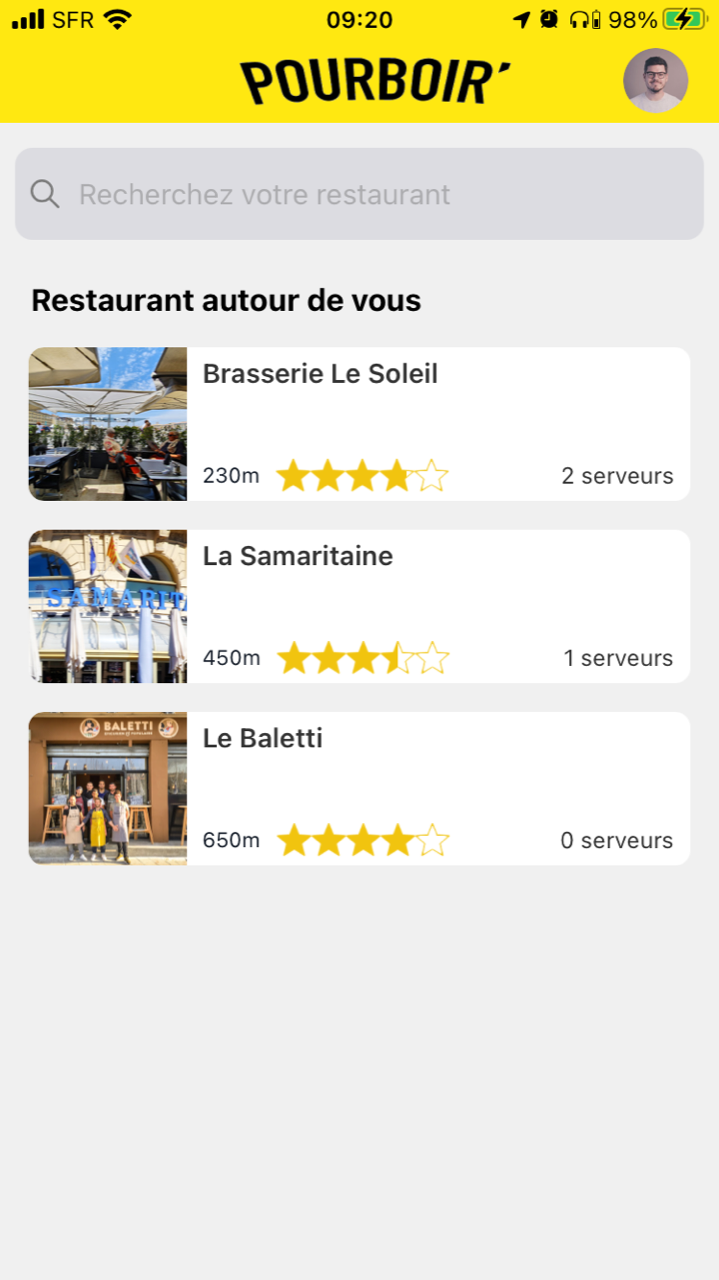 SFR 09:20 98%
POURBOIR'
Recherchez votre restaurant
Restaurant autour de vous
Brasserie Le Soleil
230m 2 serveurs
SAMARIT
La Samaritaine
450m 1 serveurs
BALETTI
Le Baletti
650m 0 serveurs